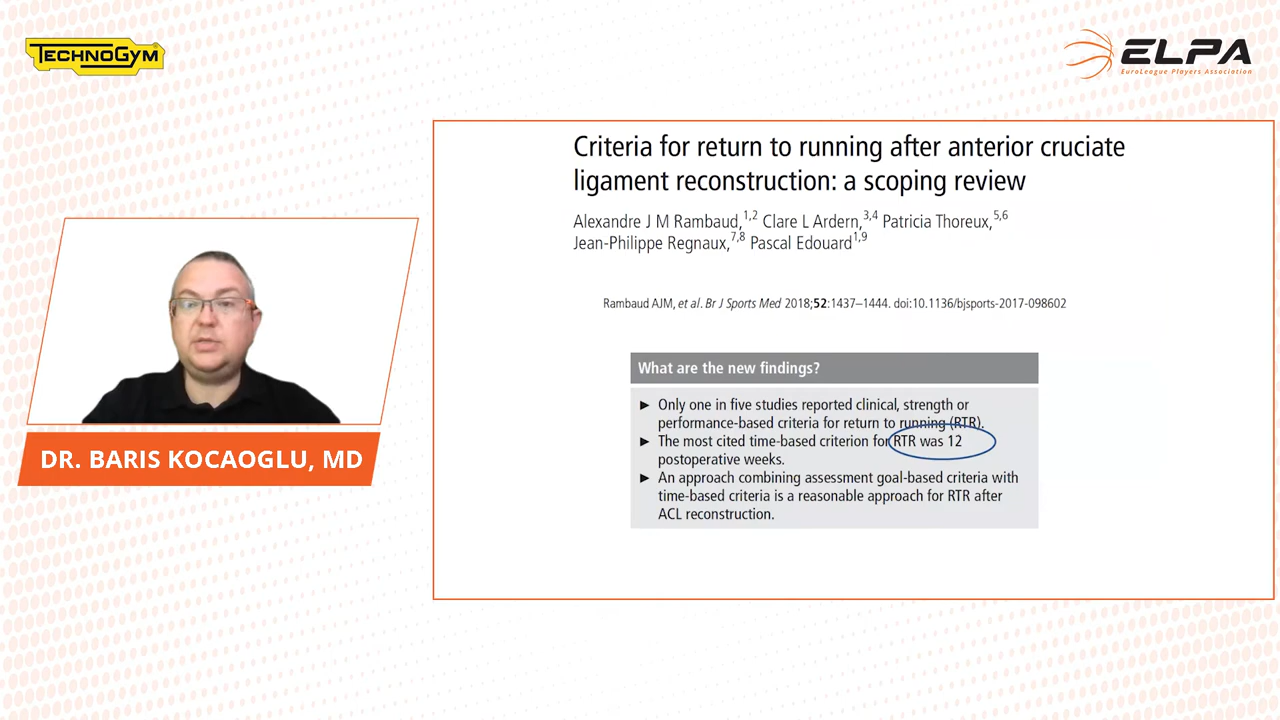 TECHNOGYM
ELPA
EuroLeague Players Association
Criteria for return to running after anterior cruciate
ligament reconstruction: a scoping review
Alexandre J M Rambaud,1,2 Clare L Ardern,3,4 Patricia Thoreux,5,6
Jean-Philippe Regnaux,7,8 Pascal Edouard1,9
Rambaud AJM, et al. Br J Sports Med 2018;52:1437–1444. doi:10.1136/bjsports-2017-098602
What are the new findings?
► Only one in five studies reported clinical, strength or
performance-based criteria for return to running (RTR).
► The most cited time-based criterion for RTR was 12
postoperative weeks.
► An approach combining assessment goal-based criteria with
time-based criteria is a reasonable approach for RTR after
ACL reconstruction.
DR. BARIS KOCAOGLU, MD